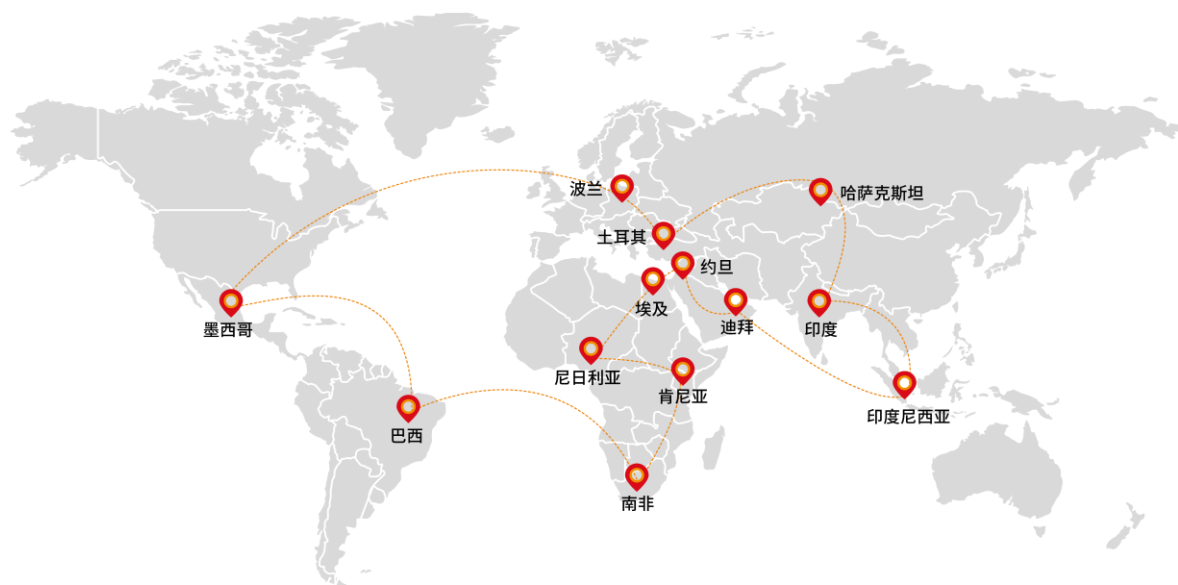 波兰
哈萨克斯坦
土耳其
约旦
埃及
墨西哥
迪拜
印度
尼日利亚
肯尼亚
印度尼西亚
巴西
南非